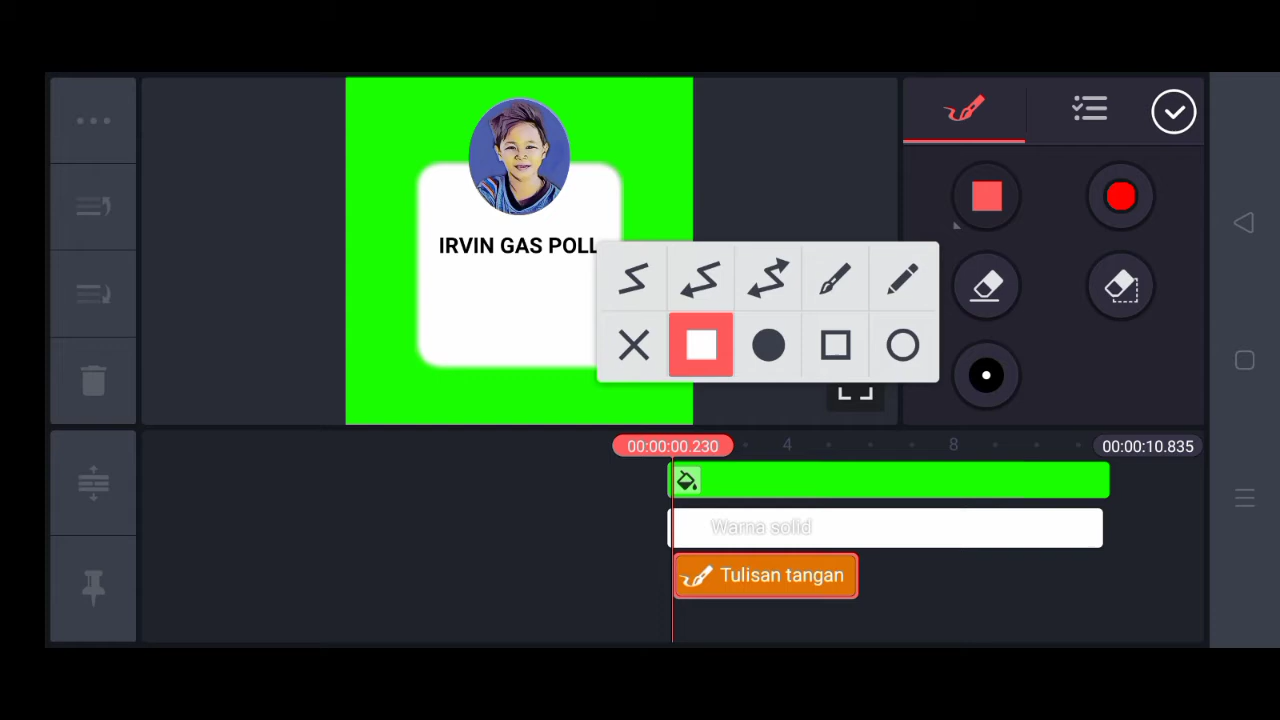 IRVIN GAS POLL
00:00:00.230
4
8
00:00:10.835
Warna solid
Tulisan tangan